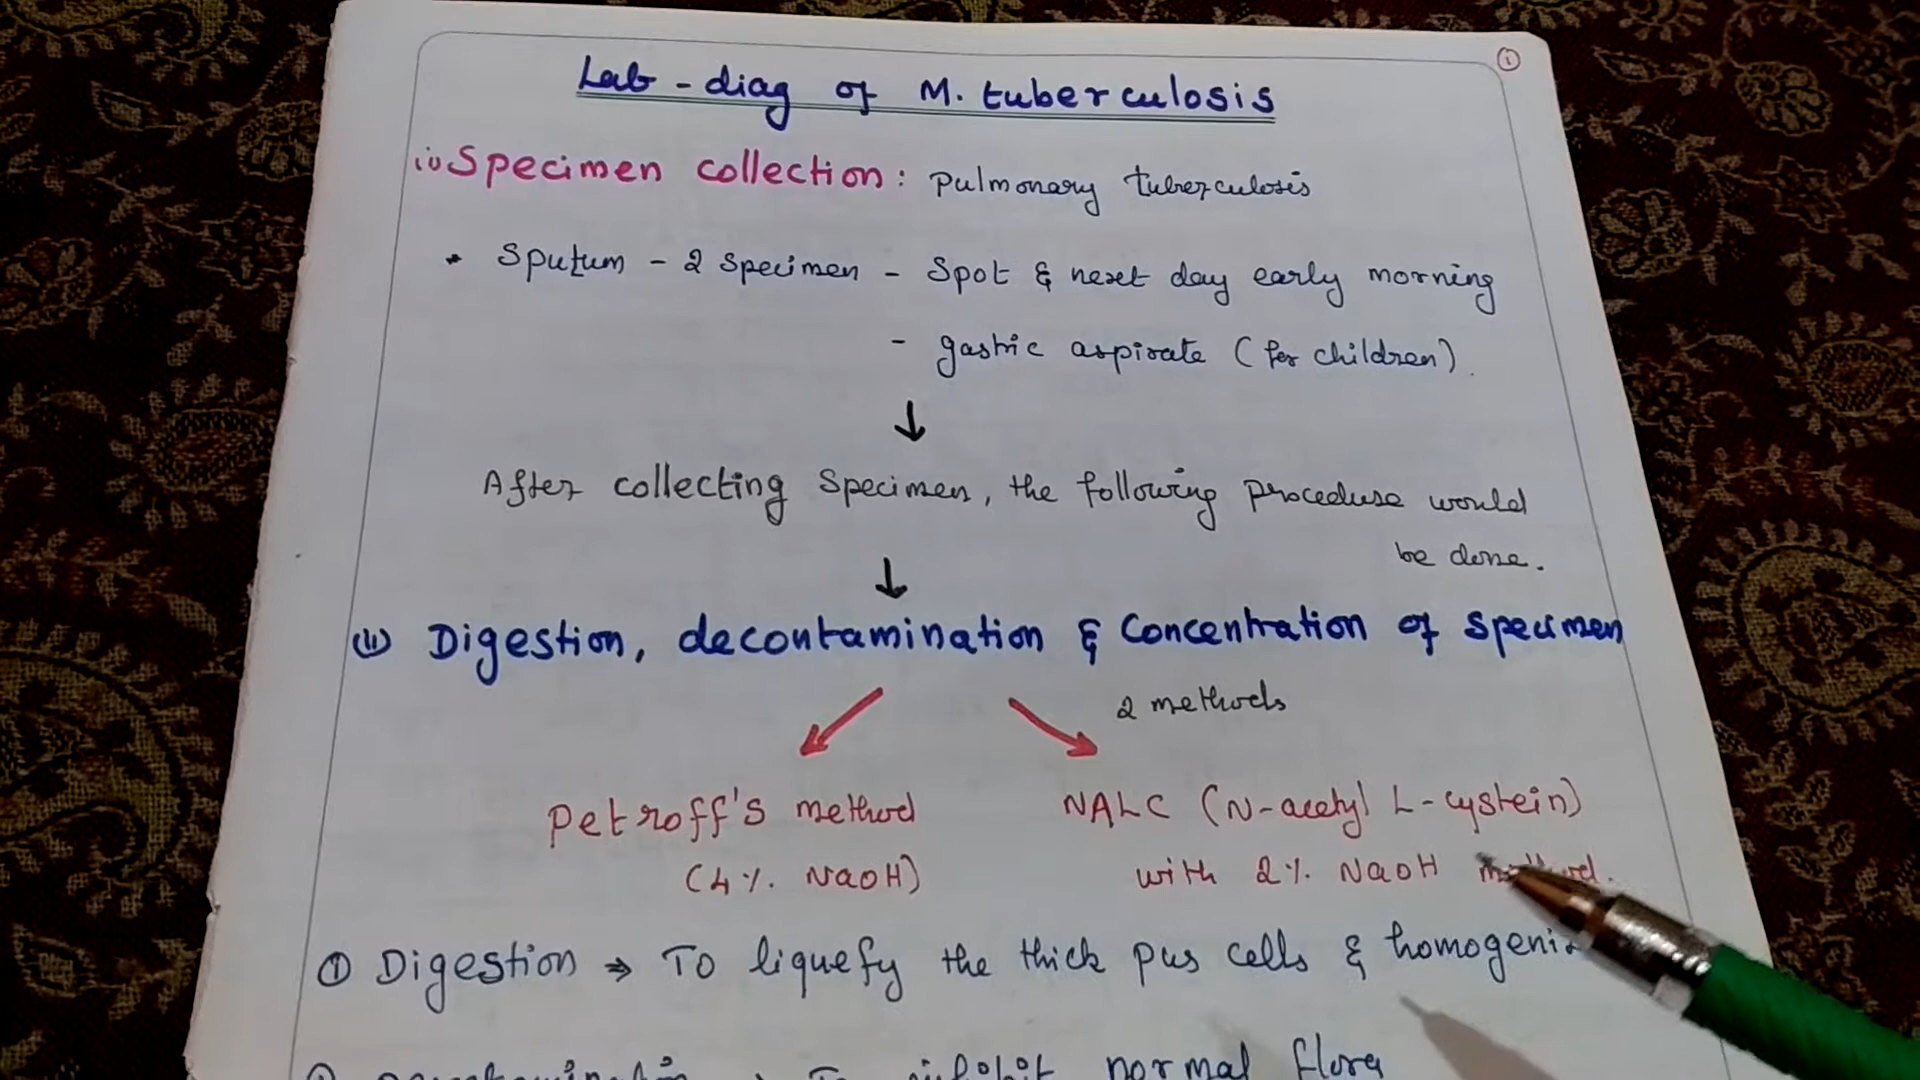 ①
Lab-diag of M. tuberculosis
i) Specimen collection: Pulmonary tuberculosis
* Sputum - 2 specimen - Spot & next day early morning
- gastric aspirate (for children).
↓
After collecting specimen, the following procedure would
be done.
↓
ii) Digestion, decontamination & Concentration of specimen
2 methods
Petroff's method
(4%. NaOH)
NALC (N-acetyl L-cystein)
with 2%. NaOH method.
① Digestion ⇒ To liquefy the thick pus cells & homogeni
To inhibit normal flora